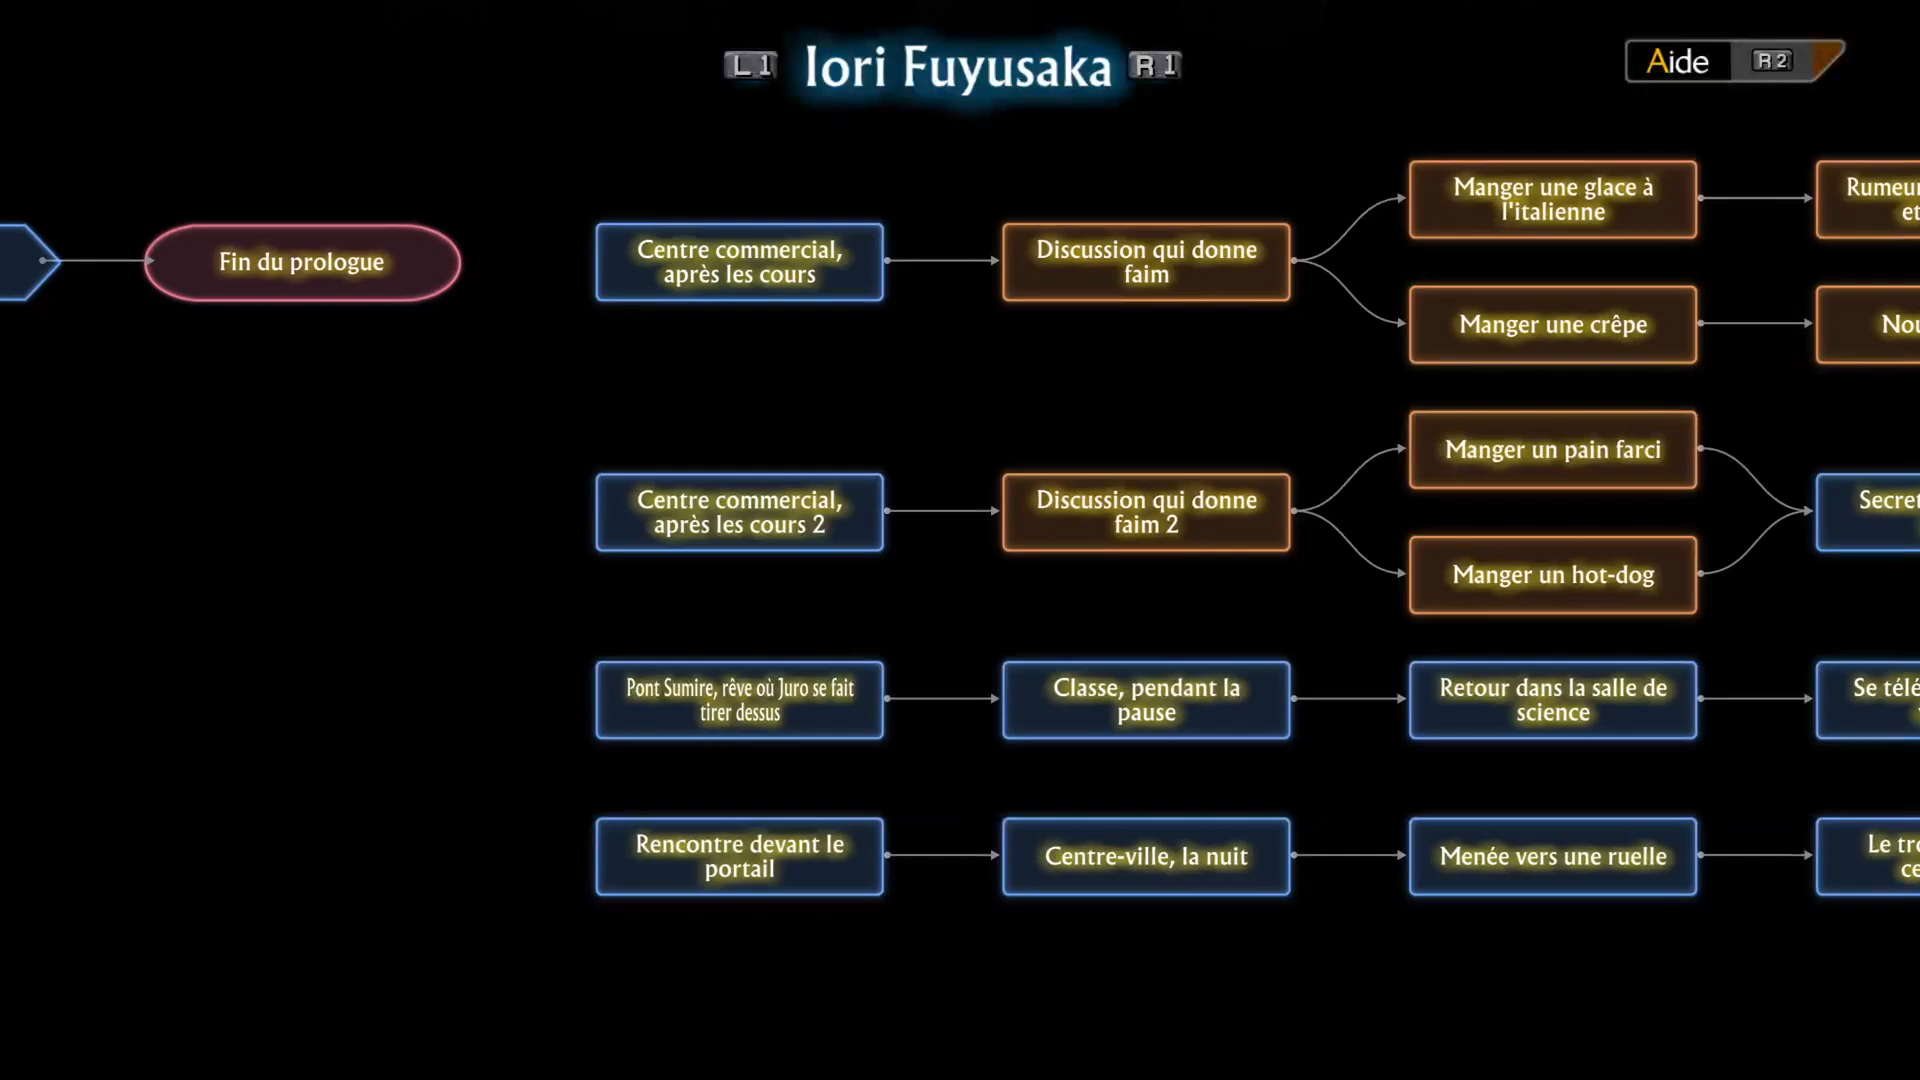 L1 Iori Fuyusaka R1
Aide R2
Fin du prologue
Centre commercial,
après les cours
Discussion qui donne
faim
Manger une glace à
l'italienne
Manger une crêpe
Centre commercial,
après les cours 2
Discussion qui donne
faim 2
Manger un pain farci
Manger un hot-dog
Pont Sumire, rêve où Juro se fait
tirer dessus
Classe, pendant la
pause
Retour dans la salle de
science
Rencontre devant le
portail
Centre-ville, la nuit
Menée vers une ruelle
Se
Le